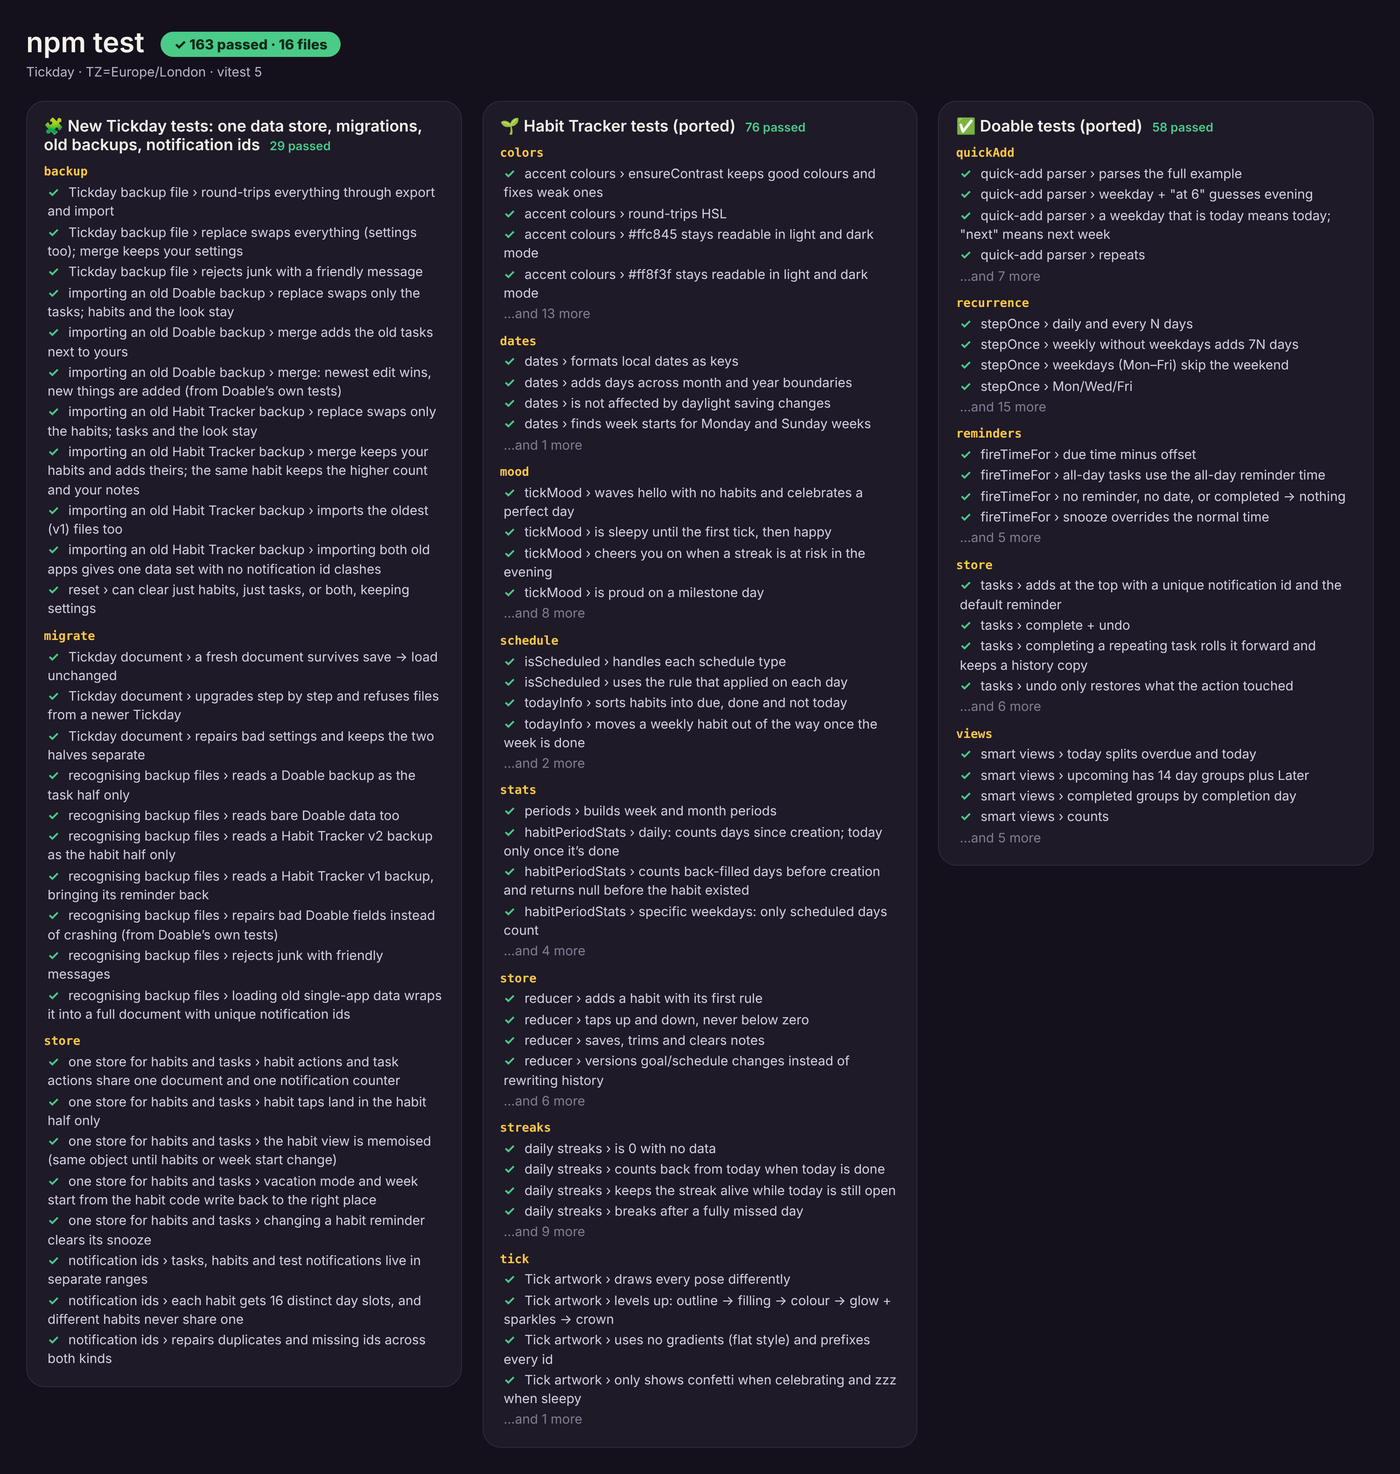 npm test ✓ 163 passed · 16 files
Tickday · TZ=Europe/London · vitest 5
🧩 New Tickday tests: one data store, migrations,
old backups, notification ids 29 passed
backup
✓ Tickday backup file › round-trips everything through export
and import
✓ Tickday backup file › replace swaps everything (settings
too); merge keeps your settings
✓ Tickday backup file › rejects junk with a friendly message
✓ importing an old Doable backup › replace swaps only the
tasks; habits and the look stay
✓ importing an old Doable backup › merge adds the old tasks
next to yours
✓ importing an old Doable backup › merge: newest edit wins,
new things are added (from Doable’s own tests)
✓ importing an old Habit Tracker backup › replace swaps only
the habits; tasks and the look stay
✓ importing an old Habit Tracker backup › merge keeps your
habits and adds theirs; the same habit keeps the higher count
and your notes
✓ importing an old Habit Tracker backup › imports the oldest
(v1) files too
✓ importing an old Habit Tracker backup › importing both old
apps gives one data set with no notification id clashes
✓ reset › can clear just habits, just tasks, or both, keeping
settings
migrate
✓ Tickday document › a fresh document survives save → load
unchanged
✓ Tickday document › upgrades step by step and refuses files
from a newer Tickday
✓ Tickday document › repairs bad settings and keeps the two
halves separate
✓ recognising backup files › reads a Doable backup as the
task half only
✓ recognising backup files › reads bare Doable data too
✓ recognising backup files › reads a Habit Tracker v2 backup
as the habit half only
✓ recognising backup files › reads a Habit Tracker v1 backup,
bringing its reminder back
✓ recognising backup files › repairs bad Doable fields instead
of crashing (from Doable’s own tests)
✓ recognising backup files › rejects junk with friendly
messages
✓ recognising backup files › loading old single-app data wraps
it into a full document with unique notification ids
store
✓ one store for habits and tasks › habit actions and task
actions share one document and one notification counter
✓ one store for habits and tasks › habit taps land in the habit
half only
✓ one store for habits and tasks › the habit view is memoised
(same object until habits or week start change)
✓ one store for habits and tasks › vacation mode and week
start from the habit code write back to the right place
✓ one store for habits and tasks › changing a habit reminder
clears its snooze
✓ notification ids › tasks, habits and test notifications live in
separate ranges
✓ notification ids › each habit gets 16 distinct day slots, and
different habits never share one
✓ notification ids › repairs duplicates and missing ids across
both kinds
🌱 Habit Tracker tests (ported) 76 passed
colors
✓ accent colours › ensureContrast keeps good colours and
fixes weak ones
✓ accent colours › round-trips HSL
✓ accent colours › #ffc845 stays readable in light and dark
mode
✓ accent colours › #ff8f3f stays readable in light and dark
mode
…and 13 more
dates
✓ dates › formats local dates as keys
✓ dates › adds days across month and year boundaries
✓ dates › is not affected by daylight saving changes
✓ dates › finds week starts for Monday and Sunday weeks
…and 1 more
mood
✓ tickMood › waves hello with no habits and celebrates a
perfect day
✓ tickMood › is sleepy until the first tick, then happy
✓ tickMood › cheers you on when a streak is at risk in the
evening
✓ tickMood › is proud on a milestone day
…and 8 more
schedule
✓ isScheduled › handles each schedule type
✓ isScheduled › uses the rule that applied on each day
✓ todayInfo › sorts habits into due, done and not today
✓ todayInfo › moves a weekly habit out of the way once the
week is done
…and 2 more
stats
✓ periods › builds week and month periods
✓ habitPeriodStats › daily: counts days since creation; today
only once it’s done
✓ habitPeriodStats › counts back-filled days before creation
and returns null before the habit existed
✓ habitPeriodStats › specific weekdays: only scheduled days
count
…and 4 more
store
✓ reducer › adds a habit with its first rule
✓ reducer › taps up and down, never below zero
✓ reducer › saves, trims and clears notes
✓ reducer › versions goal/schedule changes instead of
rewriting history
…and 6 more
streaks
✓ daily streaks › is 0 with no data
✓ daily streaks › counts back from today when today is done
✓ daily streaks › keeps the streak alive while today is still open
✓ daily streaks › breaks after a fully missed day
…and 9 more
tick
✓ Tick artwork › draws every pose differently
✓ Tick artwork › levels up: outline → filling → colour → glow +
sparkles → crown
✓ Tick artwork › uses no gradients (flat style) and prefixes
every id
✓ Tick artwork › only shows confetti when celebrating and zzz
when sleepy
…and 1 more
✅ Doable tests (ported) 58 passed
quickAdd
✓ quick-add parser › parses the full example
✓ quick-add parser › weekday + "at 6" guesses evening
✓ quick-add parser › a weekday that is today means today;
"next" means next week
✓ quick-add parser › repeats
…and 7 more
recurrence
✓ stepOnce › daily and every N days
✓ stepOnce › weekly without weekdays adds 7N days
✓ stepOnce › weekdays (Mon–Fri) skip the weekend
✓ stepOnce › Mon/Wed/Fri
…and 15 more
reminders
✓ fireTimeFor › due time minus offset
✓ fireTimeFor › all-day tasks use the all-day reminder time
✓ fireTimeFor › no reminder, no date, or completed → nothing
✓ fireTimeFor › snooze overrides the normal time
…and 5 more
store
✓ tasks › adds at the top with a unique notification id and the
default reminder
✓ tasks › complete + undo
✓ tasks › completing a repeating task rolls it forward and
keeps a history copy
✓ tasks › undo only restores what the action touched
…and 6 more
views
✓ smart views › today splits overdue and today
✓ smart views › upcoming has 14 day groups plus Later
✓ smart views › completed groups by completion day
✓ smart views › counts
…and 5 more